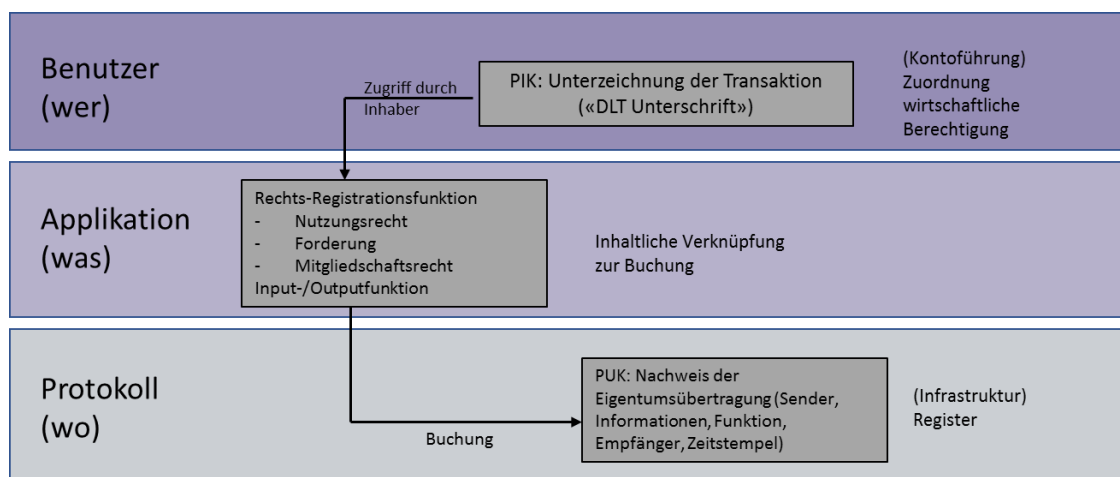 Benutzer
(wer)
Zugriff durch
Inhaber
PIK: Unterzeichnung der Transaktion
(«DLT Unterschrift»)
(Kontoführung)
Zuordnung
wirtschaftliche
Berechtigung
Applikation
(was)
Rechts-Registrationsfunktion
- Nutzungsrecht
- Forderung
- Mitgliedschaftsrecht
Input-/Outputfunktion
Inhaltliche Verknüpfung
zur Buchung
Protokoll
(wo)
Buchung
PUK: Nachweis der
Eigentumsübertragung (Sender,
Informationen, Funktion,
Empfänger, Zeitstempel)
(Infrastruktur)
Register